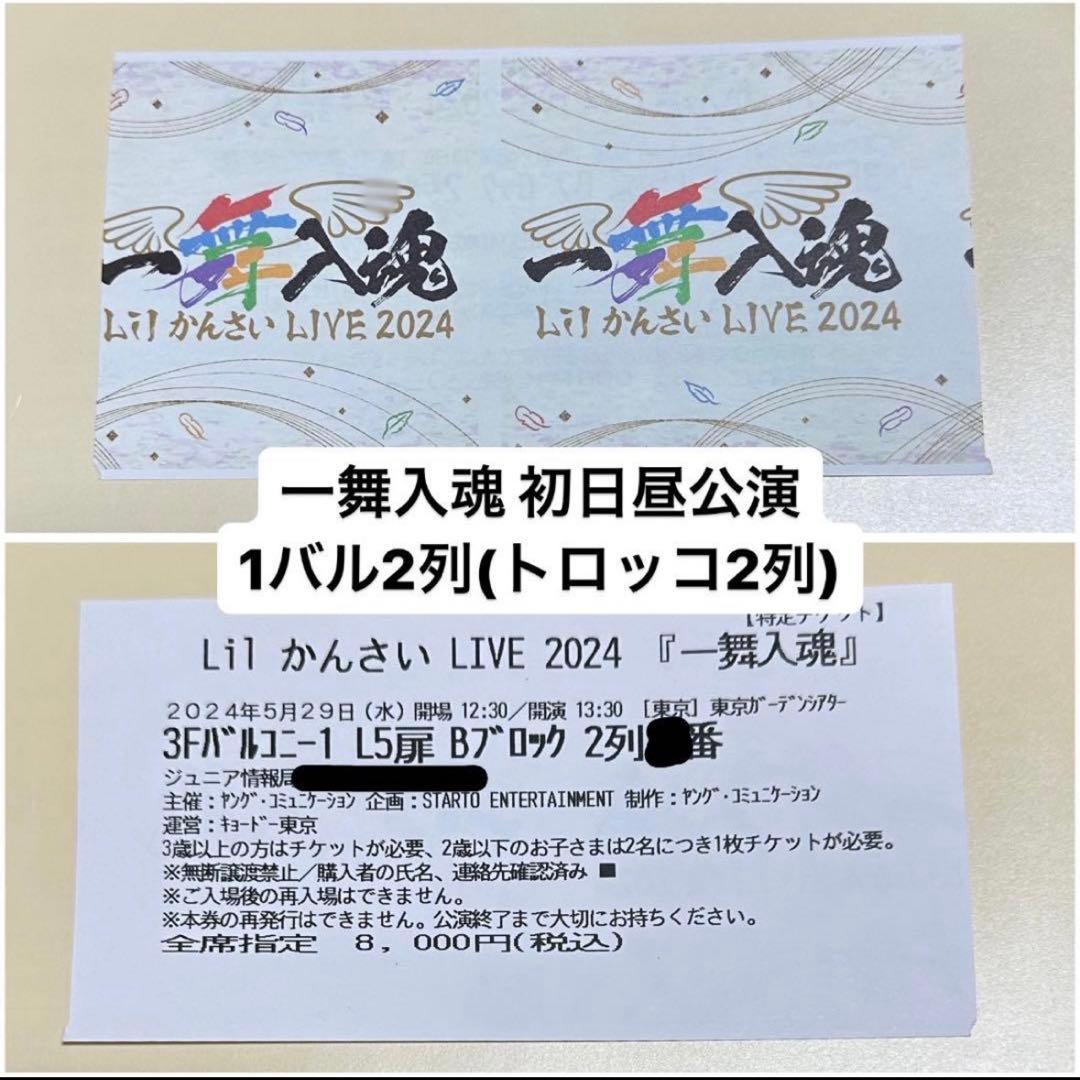 一舞入魂
Lil かんさい LIVE 2024
一舞入魂
Lil かんさい LIVE 2024
一舞入魂 初日昼公演
1バル2列(トロッコ2列)
【特定チケット】
Lil かんさい LIVE 2024 『一舞入魂』
2024年5月29日(水) 開場 12:30/開演 13:30 [東京] 東京ガーデンシアター
3Fバルコニー1 L5扉 Bブロック 2列 番
ジュニア情報局
主催:ヤング・コミュニケーション 企画:STARTO ENTERTAINMENT 制作:ヤング・コミュニケーション
運営:キョードー東京
3歳以上の方はチケットが必要、2歳以下のお子さまは2名につき1枚チケットが必要。
※無断譲渡禁止/購入者の氏名、連絡先確認済み ■
※ご入場後の再入場はできません。
※本券の再発行はできません。公演終了まで大切にお持ちください。
全席指定 8,000円(税込)